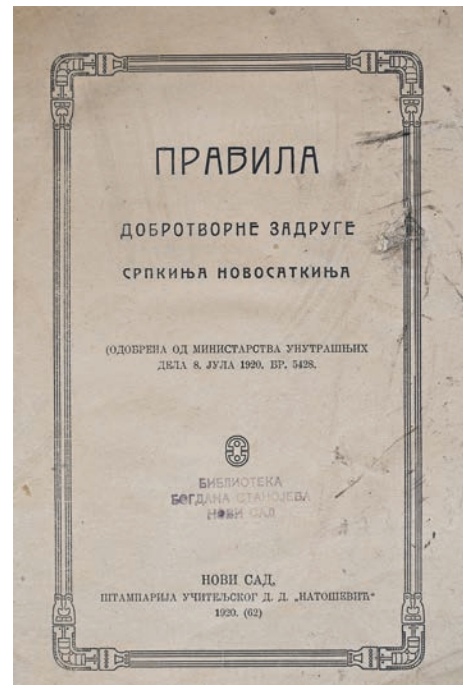 ПРАВИЛА
ДОБРОТВОРНЕ ЗАДРУГЕ
СРПКИЊА НОВОСАТКИЊА
(ОДОБРЕНА ОД МИНИСТАРСТВА УНУТРАШЊИХ
ДЕЛА 8. ЈУЛА 1920. БР. 5428.
БИБЛИОТЕКА
БОГДАНА СТАНОЈЕВА
НОВИ САД
НОВИ САД,
ШТАМПАРИЈА УЧИТЕЉСКОГ Д. Д. „НАТОШЕВИЋ“
1920. (62)